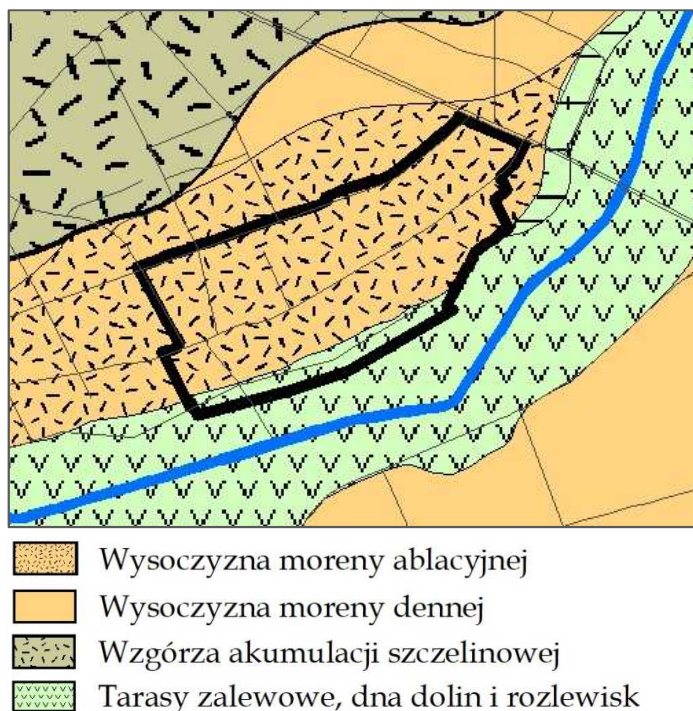 Wysoczyzna moreny ablacyjnej
Wysoczyzna moreny dennej
Wzgórza akumulacji szczelinowej
Tarasy zalewowe, dna dolin i rozlewisk